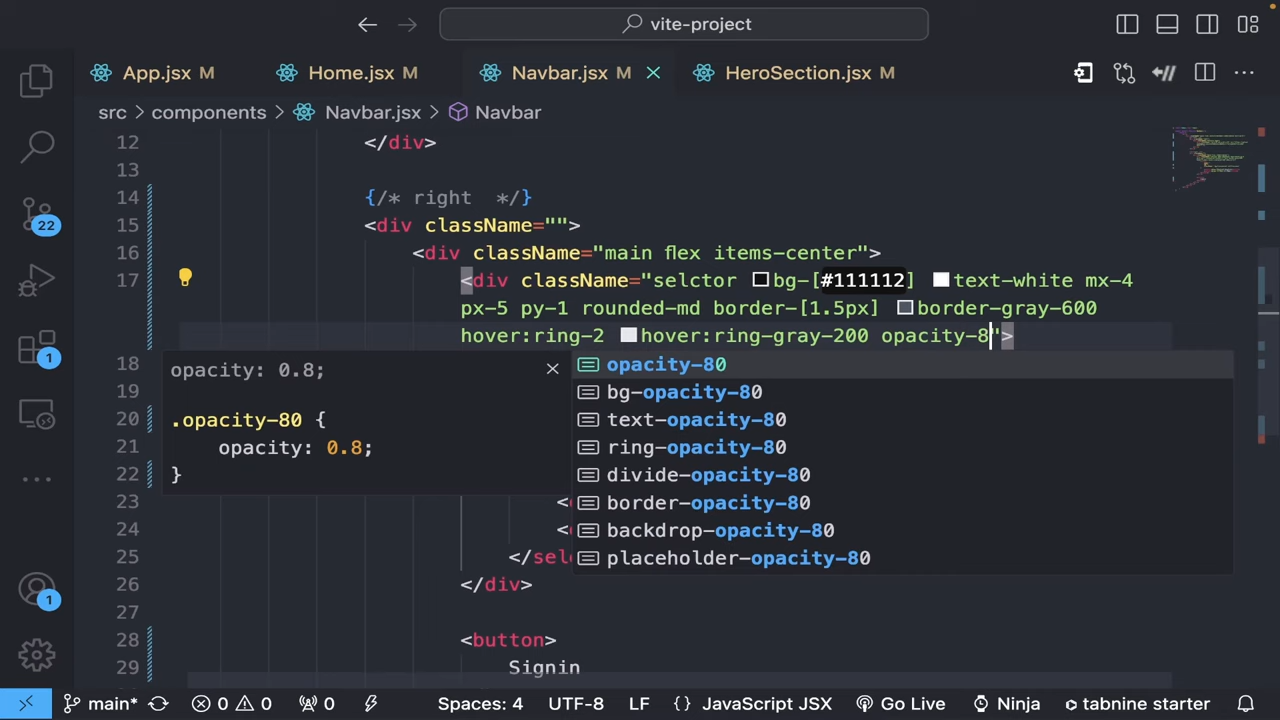 vite-project
App.jsx M
Home.jsx M
Navbar.jsx M
HeroSection.jsx M
src > components > Navbar.jsx > Navbar
12 </div>
13
14 {/* right  */}
15 <div className="">
16 <div className="main flex items-center">
17 <div className="selctor bg-[#111112] text-white mx-4
px-5 py-1 rounded-md border-[1.5px] border-gray-600
hover:ring-2 hover:ring-gray-200 opacity-8">
18
19
20
21
22
23 <
24 <
25 </sel
26 </div>
27
28 <button>
29 Signin
opacity: 0.8;
.opacity-80 {
opacity: 0.8;
}
opacity-80
bg-opacity-80
text-opacity-80
ring-opacity-80
divide-opacity-80
border-opacity-80
backdrop-opacity-80
placeholder-opacity-80
22
1
1
main* 0 0 0 Spaces: 4 UTF-8 LF {} JavaScript JSX Go Live Ninja tabnine starter